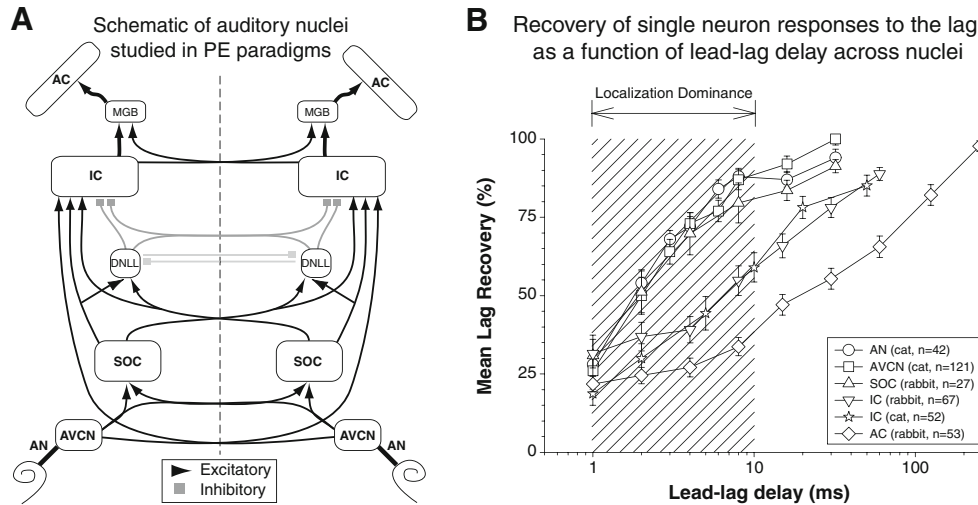 A
Schematic of auditory nuclei
studied in PE paradigms
AC
AC
MGB
MGB
IC
IC
DNLL
DNLL
SOC
SOC
AN
AVCN
AVCN
AN
Excitatory
Inhibitory
B
Recovery of single neuron responses to the lag
as a function of lead-lag delay across nuclei
Localization Dominance
100
75
50
25
0
Mean Lag Recovery (%)
AN (cat, n=42)
AVCN (cat, n=121)
SOC (rabbit, n=27)
IC (rabbit, n=67)
IC (cat, n=52)
AC (rabbit, n=53)
1
10
100
Lead-lag delay (ms)